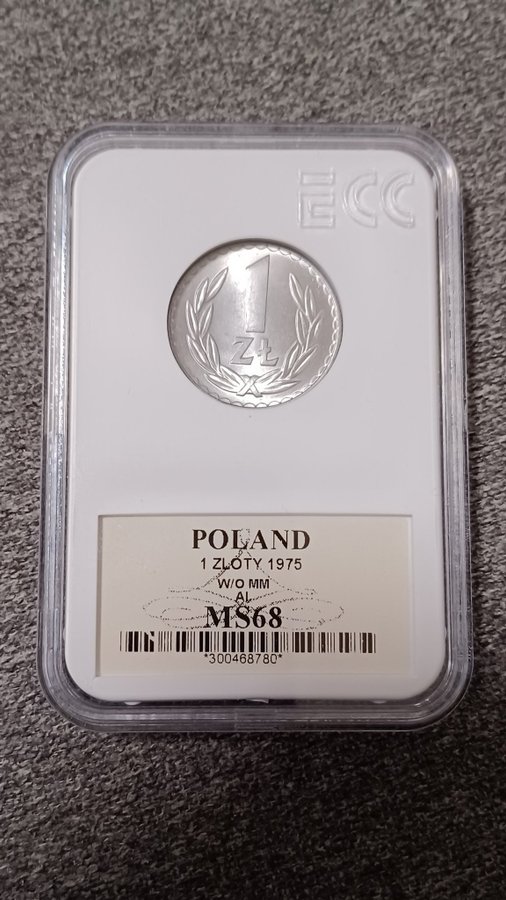 ECC
1
ZŁ
POLAND
1 ZLOTY 1975
W/O MM
AL
MS68
*300468780*